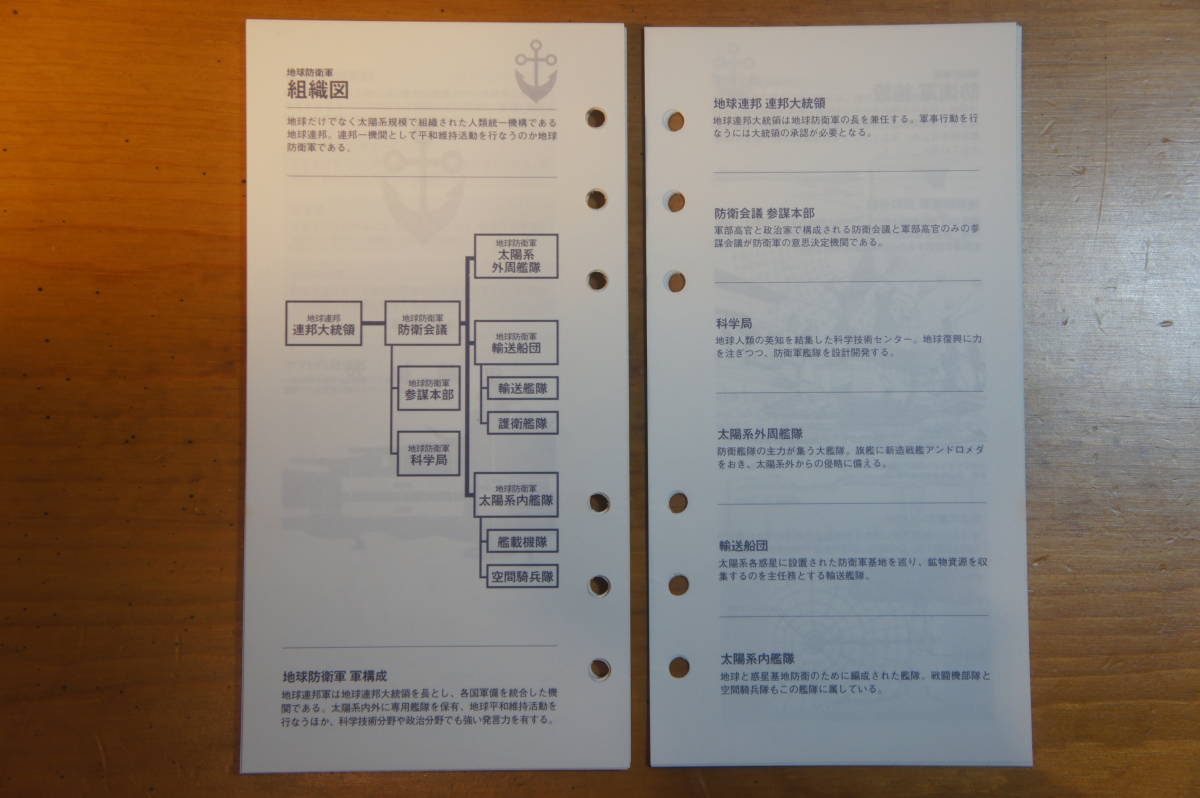 地球防衛軍
組織図
地球だけでなく太陽系規模で組織された人類統一機構である
地球連邦。連邦一機関として平和維持活動を行なうのか地球
防衛軍である。
地球防衛軍
太陽系
外周艦隊
地球連邦
連邦大統領
地球防衛軍
防衛会議
地球防衛軍
輸送船団
地球防衛軍
参謀本部
輸送艦隊
護衛艦隊
地球防衛軍
科学局
地球防衛軍
太陽系内艦隊
艦載機隊
空間騎兵隊
地球防衛軍 軍構成
地球連邦軍は地球連邦大統領を長とし、各国軍備を統合した機
関である。太陽系内外に専用艦隊を保有、地球平和維持活動を
行なうほか、科学技術分野や政治分野でも強い発言力を有する。
地球連邦 連邦大統領
地球連邦大統領は地球防衛軍の長を兼任する。軍事行動を行
なうには大統領の承認が必要となる。
防衛会議 参謀本部
軍部高官と政治家で構成される防衛会議と軍部高官のみの参
謀会議が防衛軍の意思決定機関である。
科学局
地球人類の英知を結集した科学技術センター。地球復興に力
を注ぎつつ、防衛軍艦隊を設計開発する。
太陽系外周艦隊
防衛艦隊の主力が集う大艦隊。旗艦に新造戦艦アンドロメダ
をおき、太陽系外からの侵略に備える。
輸送船団
太陽系各惑星に設置された防衛軍基地を巡り、鉱物資源を収
集するのを主任務とする輸送艦隊。
太陽系内艦隊
地球と惑星基地防衛のために編成された艦隊。戦闘機部隊と
空間騎兵隊もこの艦隊に属している。